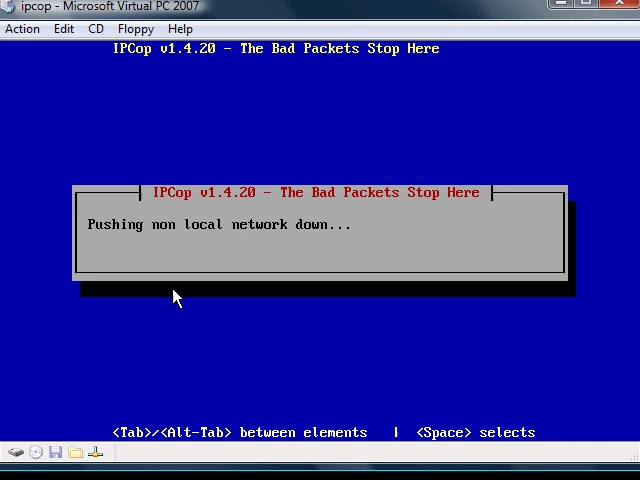 ipcop - Microsoft Virtual PC 2007
Action Edit CD Floppy Help
IPCop v1.4.20 - The Bad Packets Stop Here
IPCop v1.4.20 - The Bad Packets Stop Here
Pushing non local network down...
<Tab>/<Alt-Tab> between elements | <Space> selects